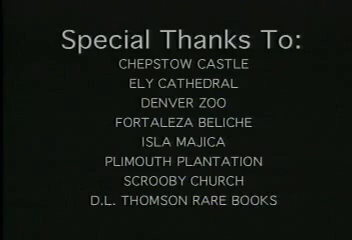 Special Thanks To:
CHEPSTOW CASTLE
ELY CATHEDRAL
DENVER ZOO
FORTALEZA BELICHE
ISLA MAJICA
PLIMOUTH PLANTATION
SCROOBY CHURCH
D.L. THOMSON RARE BOOKS